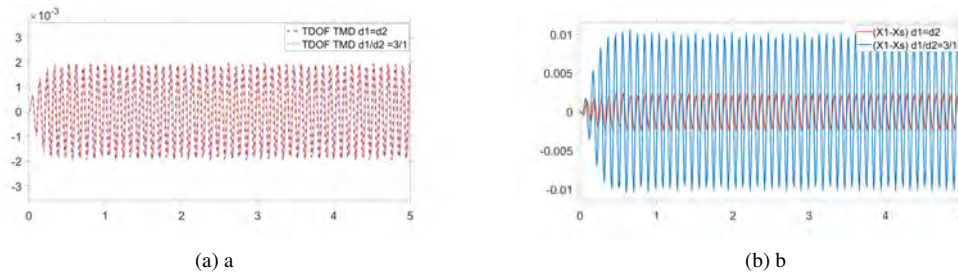 ×10⁻³
TDOF TMD d1=d2
TDOF TMD d1/d2 =3/1
3
2
1
0
-1
-2
-3
0 1 2 3 4 5
(a) a
(X1-Xs) d1=d2
(X1-Xs) d1/d2=3/1
0.01
0.005
0
-0.005
-0.01
0 1 2 3 4
(b) b